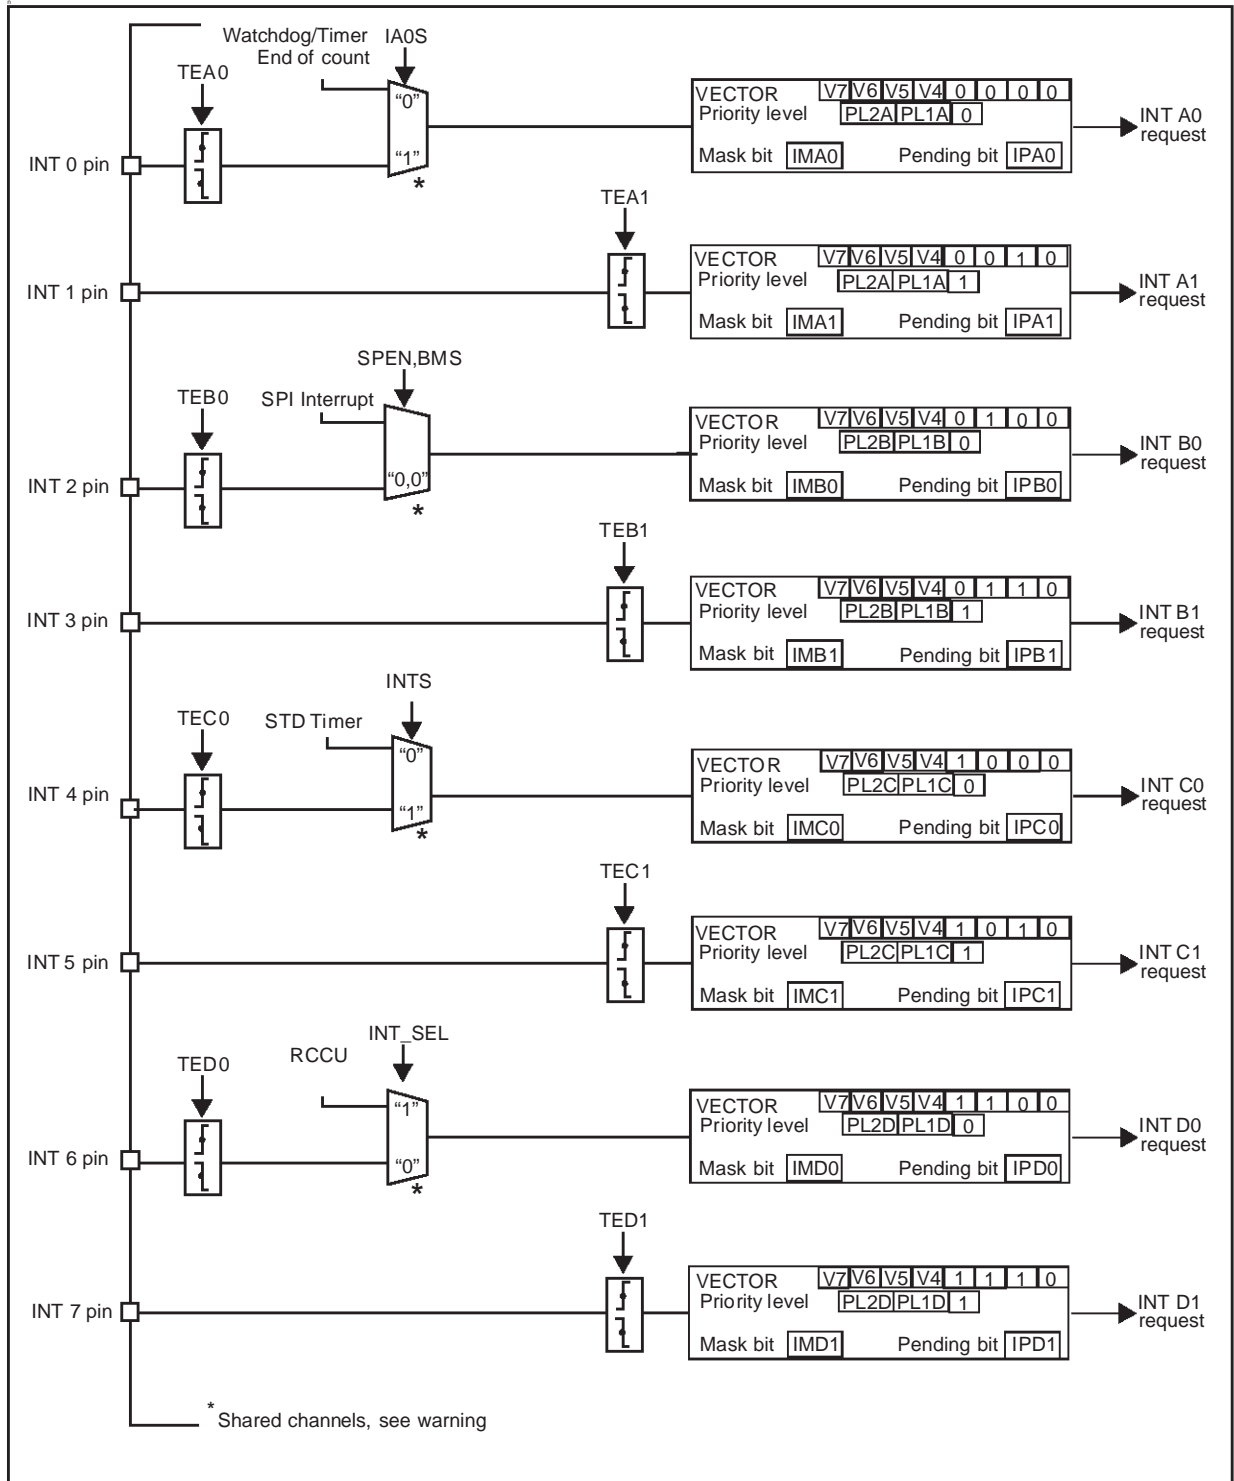 Watchdog/Timer IA0S
End of count
TEA0
"0"
"1"
*
INT 0 pin
VECTOR V7 V6 V5 V4 0 0 0 0
Priority level PL2A PL1A 0
Mask bit IMA0 Pending bit IPA0
INT A0
request
TEA1
INT 1 pin
VECTOR V7 V6 V5 V4 0 0 1 0
Priority level PL2A PL1A 1
Mask bit IMA1 Pending bit IPA1
INT A1
request
SPEN,BMS
TEB0 SPI Interrupt
"0,0"
*
INT 2 pin
VECTOR V7 V6 V5 V4 0 1 0 0
Priority level PL2B PL1B 0
Mask bit IMB0 Pending bit IPB0
INT B0
request
TEB1
INT 3 pin
VECTOR V7 V6 V5 V4 0 1 1 0
Priority level PL2B PL1B 1
Mask bit IMB1 Pending bit IPB1
INT B1
request
INTS
TEC0 STD Timer
"0"
"1"
*
INT 4 pin
VECTOR V7 V6 V5 V4 1 0 0 0
Priority level PL2C PL1C 0
Mask bit IMC0 Pending bit IPC0
INT C0
request
TEC1
INT 5 pin
VECTOR V7 V6 V5 V4 1 0 1 0
Priority level PL2C PL1C 1
Mask bit IMC1 Pending bit IPC1
INT C1
request
INT_SEL
TED0 RCCU
"1"
"0"
*
INT 6 pin
VECTOR V7 V6 V5 V4 1 1 0 0
Priority level PL2D PL1D 0
Mask bit IMD0 Pending bit IPD0
INT D0
request
TED1
INT 7 pin
VECTOR V7 V6 V5 V4 1 1 1 0
Priority level PL2D PL1D 1
Mask bit IMD1 Pending bit IPD1
INT D1
request
* Shared channels, see warning